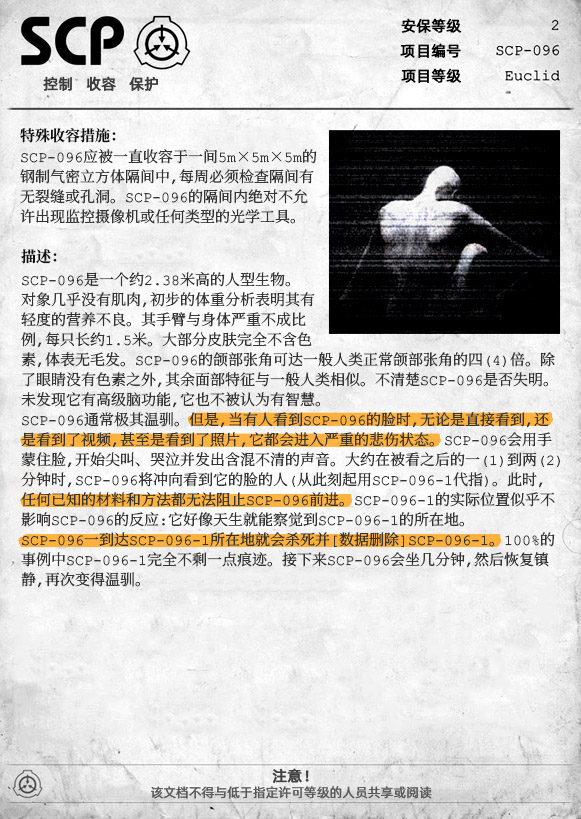 SCP
控制 收容 保护
安保等级 2
项目编号 SCP-096
项目等级 Euclid
特殊收容措施：
SCP-096应被一直收容于一间5m×5m×5m的
钢制气密立方体隔间中,每周必须检查隔间有
无裂缝或孔洞。SCP-096的隔间内绝对不允
许出现监控摄像机或任何类型的光学工具。
描述：
SCP-096是一个约2.38米高的人型生物。
对象几乎没有肌肉,初步的体重分析表明其有
轻度的营养不良。其手臂与身体严重不成比
例,每只长约1.5米。大部分皮肤完全不含色
素,体表无毛发。SCP-096的颌部张角可达一般人类正常颌部张角的四(4)倍。除
了眼睛没有色素之外,其余面部特征与一般人类相似。不清楚SCP-096是否失明。
未发现它有高级脑功能,它也不被认为有智慧。
SCP-096通常极其温驯。但是,当有人看到SCP-096的脸时,无论是直接看到,还
是看到了视频,甚至是看到了照片,它都会进入严重的悲伤状态。SCP-096会用手
蒙住脸,开始尖叫、哭泣并发出含混不清的声音。大约在被看之后的一(1)到两(2)
分钟时,SCP-096将冲向看到它的脸的人(从此刻起用SCP-096-1代指)。此时,
任何已知的材料和方法都无法阻止SCP-096前进。SCP-096-1的实际位置似乎不
影响SCP-096的反应:它好像天生就能察觉到SCP-096-1的所在地。
SCP-096一到达SCP-096-1所在地就会杀死并[数据删除]SCP-096-1。100%的
事例中SCP-096-1完全不剩一点痕迹。接下来SCP-096会坐几分钟,然后恢复镇
静,再次变得温驯。
注意！
该文档不得与低于指定许可等级的人员共享或阅读